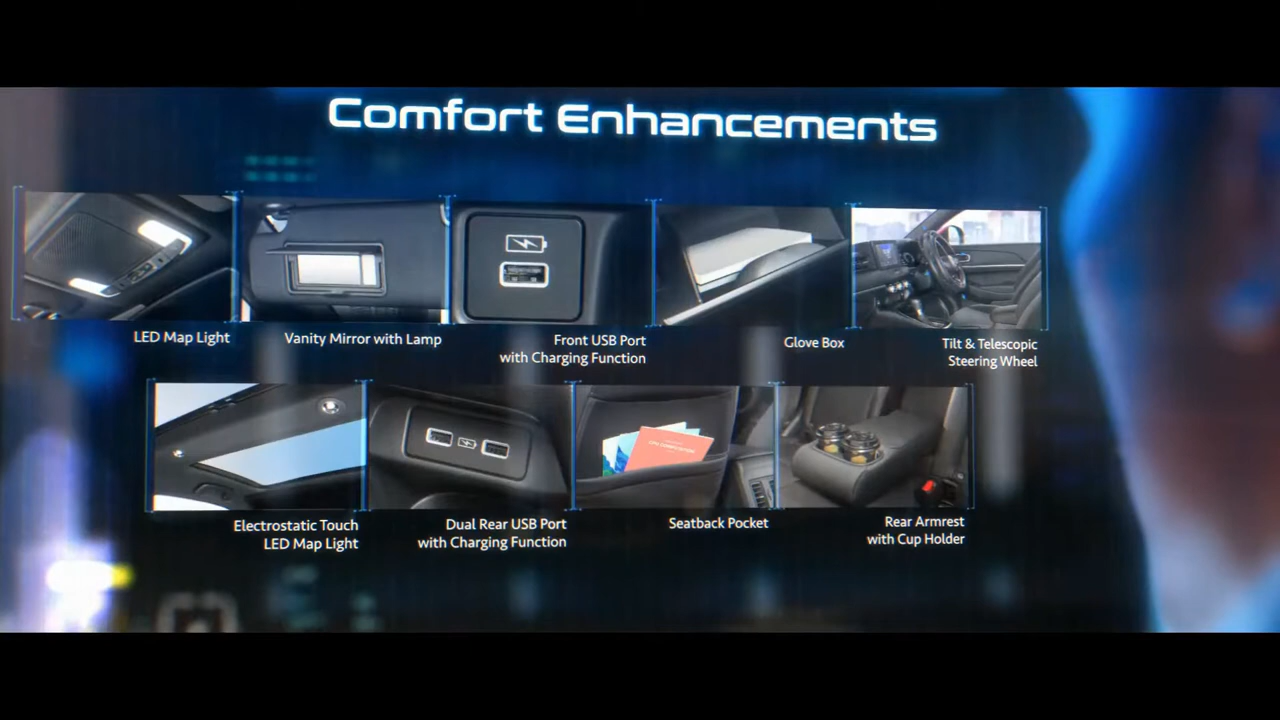 Comfort Enhancements
LED Map Light
Vanity Mirror with Lamp
Front USB Port
with Charging Function
Glove Box
Tilt & Telescopic
Steering Wheel
Electrostatic Touch
LED Map Light
Dual Rear USB Port
with Charging Function
Seatback Pocket
Rear Armrest
with Cup Holder